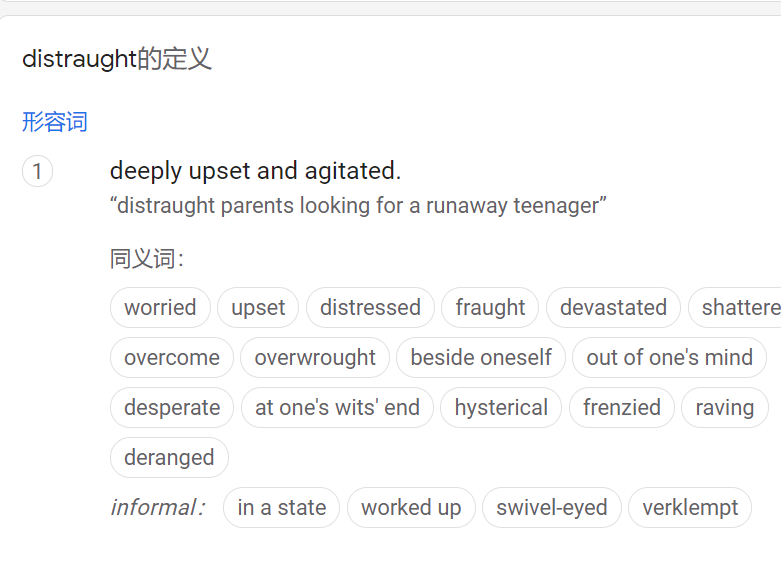 distraught的定义
形容词
1 deeply upset and agitated.
“distraught parents looking for a runaway teenager”
同义词：
worried upset distressed fraught devastated shattere
overcome overwrought beside oneself out of one's mind
desperate at one's wits' end hysterical frenzied raving
deranged
informal： in a state worked up swivel-eyed verklempt